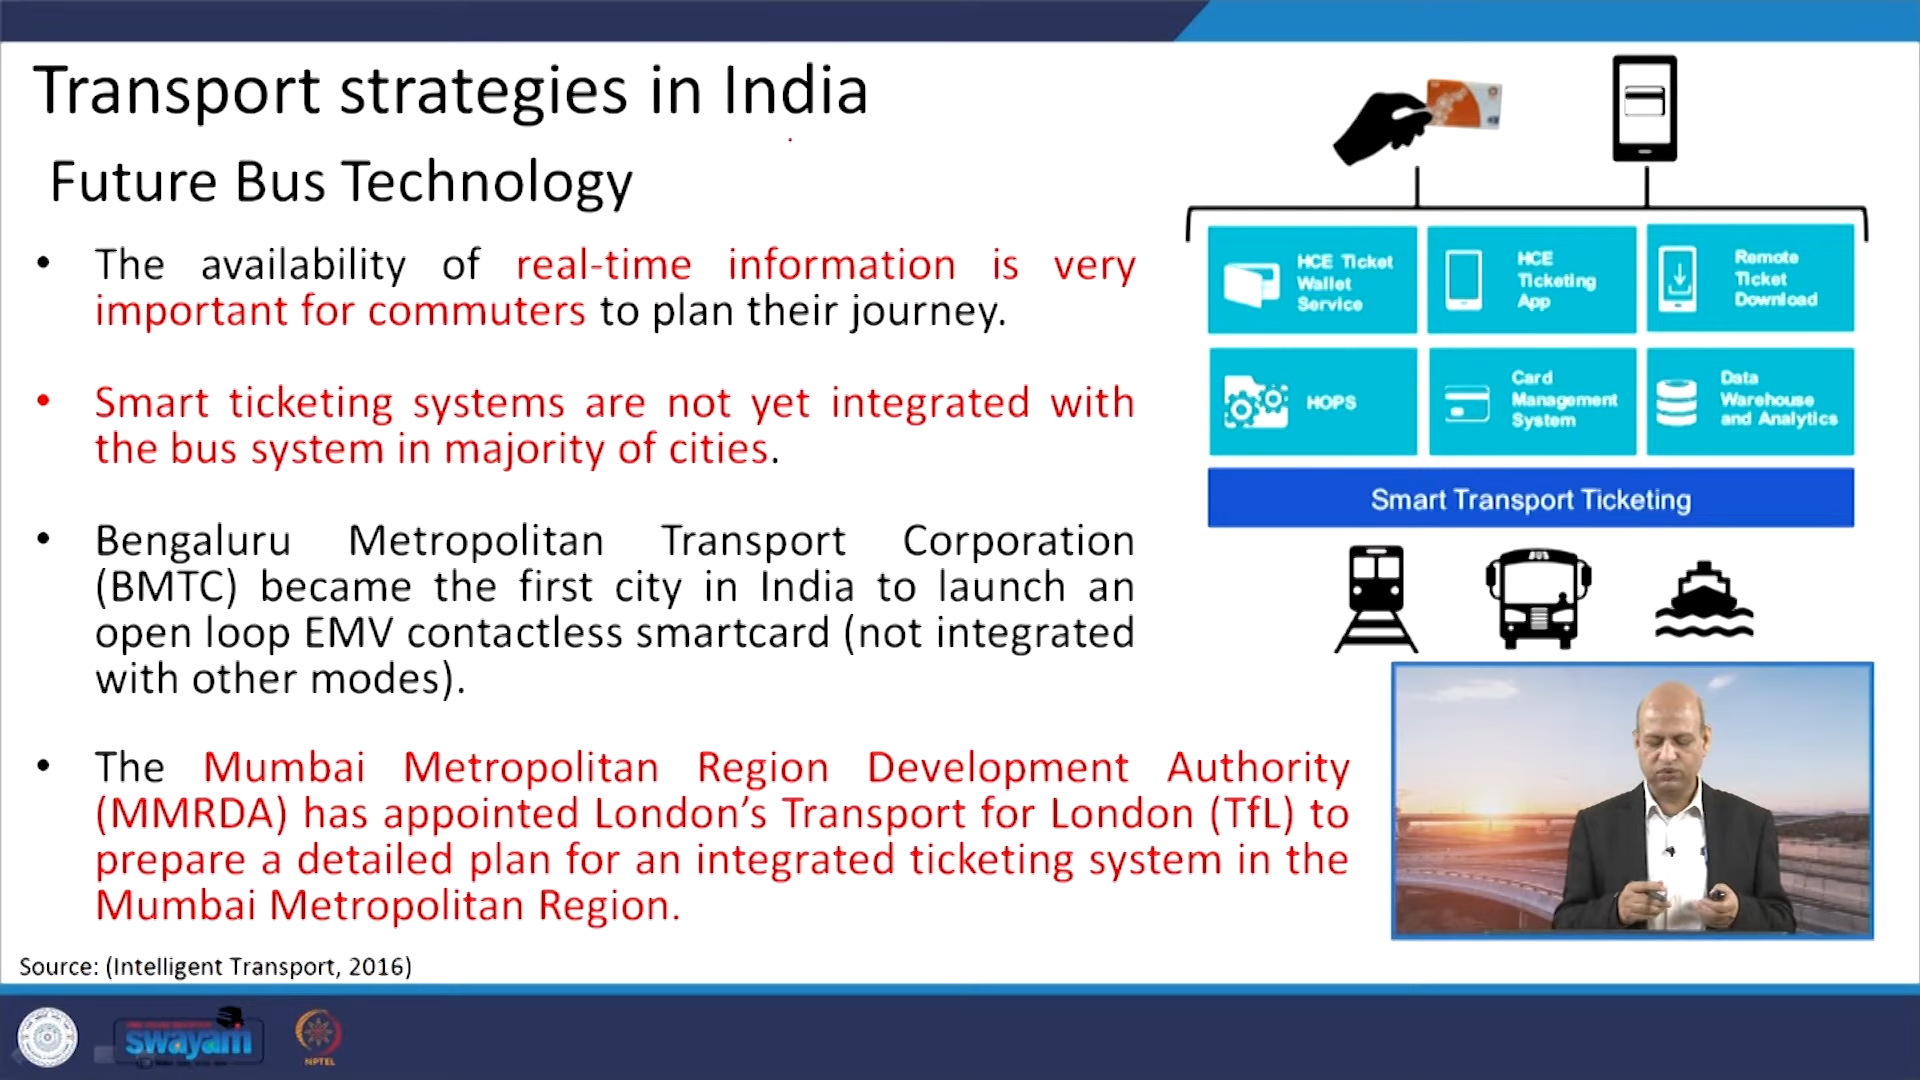 Transport strategies in India
Future Bus Technology
• The availability of real-time information is very
important for commuters to plan their journey.
• Smart ticketing systems are not yet integrated with
the bus system in majority of cities.
• Bengaluru Metropolitan Transport Corporation
(BMTC) became the first city in India to launch an
open loop EMV contactless smartcard (not integrated
with other modes).
• The Mumbai Metropolitan Region Development Authority
(MMRDA) has appointed London’s Transport for London (TfL) to
prepare a detailed plan for an integrated ticketing system in the
Mumbai Metropolitan Region.
Source: (Intelligent Transport, 2016)
HCE Ticket
Wallet
Service
HCE
Ticketing
App
Remote
Ticket
Download
HOPS
Card
Management
System
Data
Warehouse
and Analytics
Smart Transport Ticketing
swayam
NPTEL